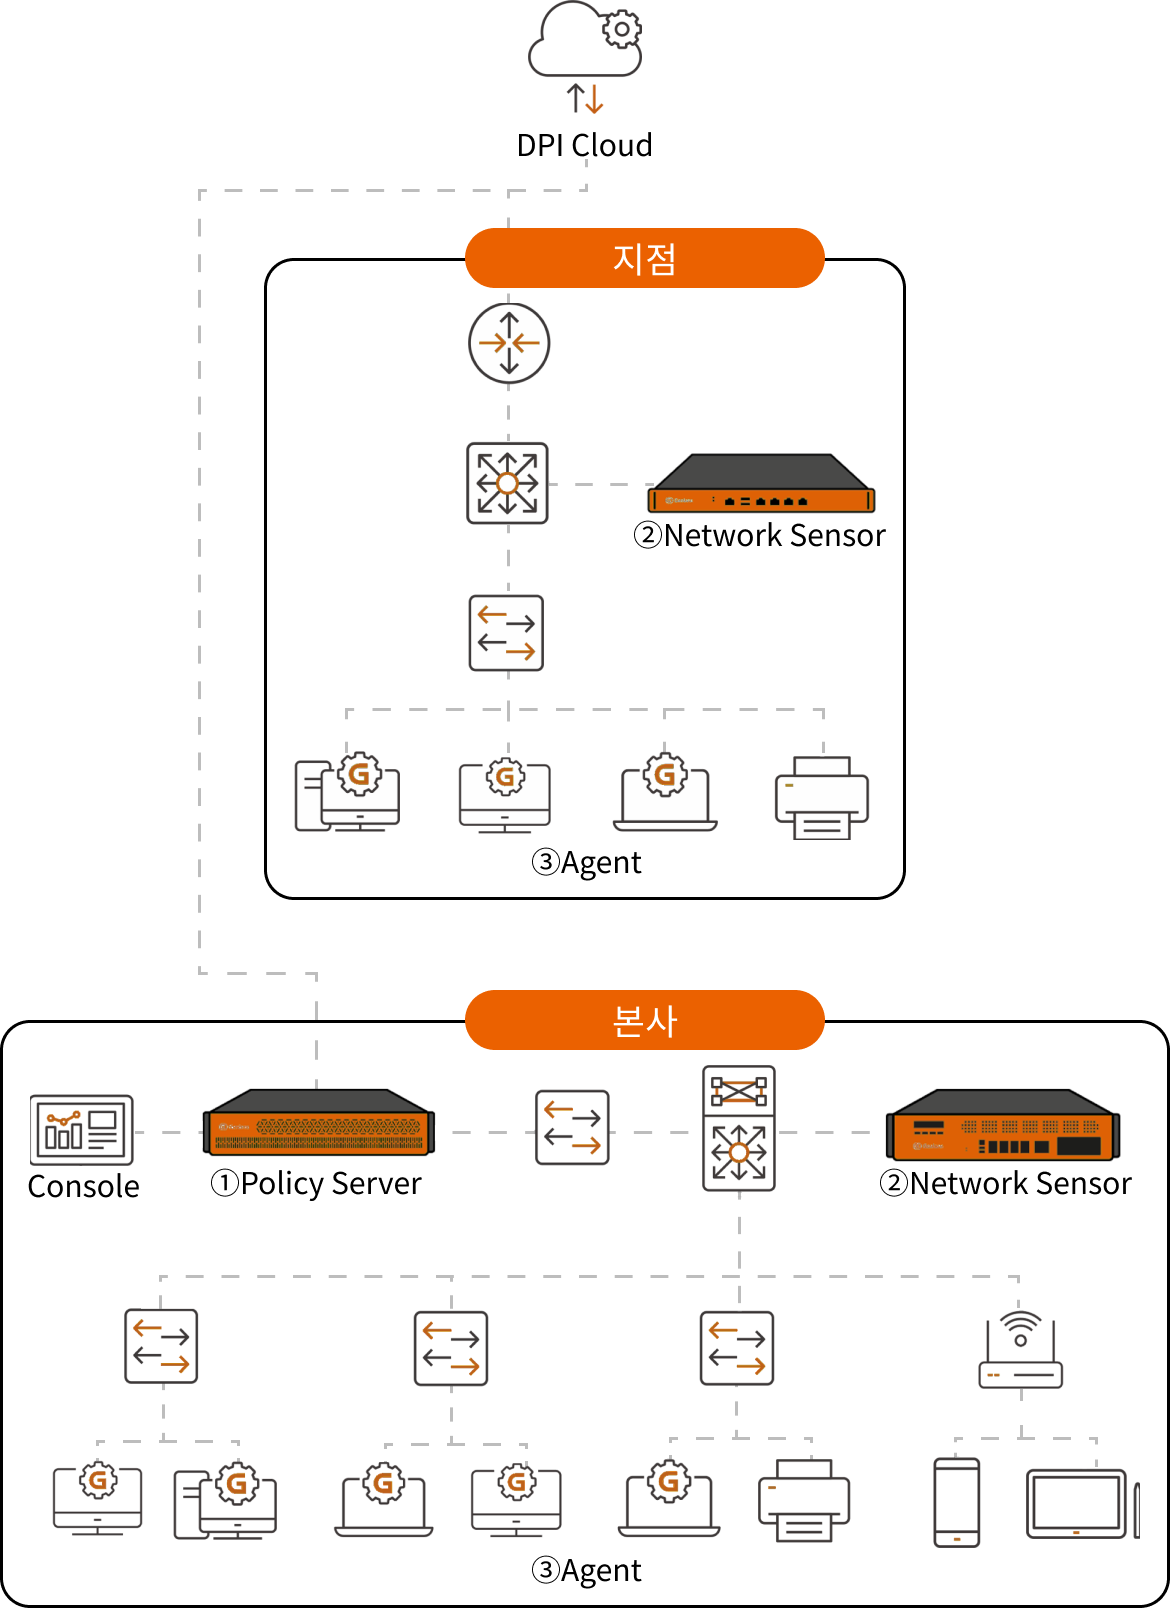 DPI Cloud
지점
②Network Sensor
③Agent
본사
Console
①Policy Server
②Network Sensor
③Agent